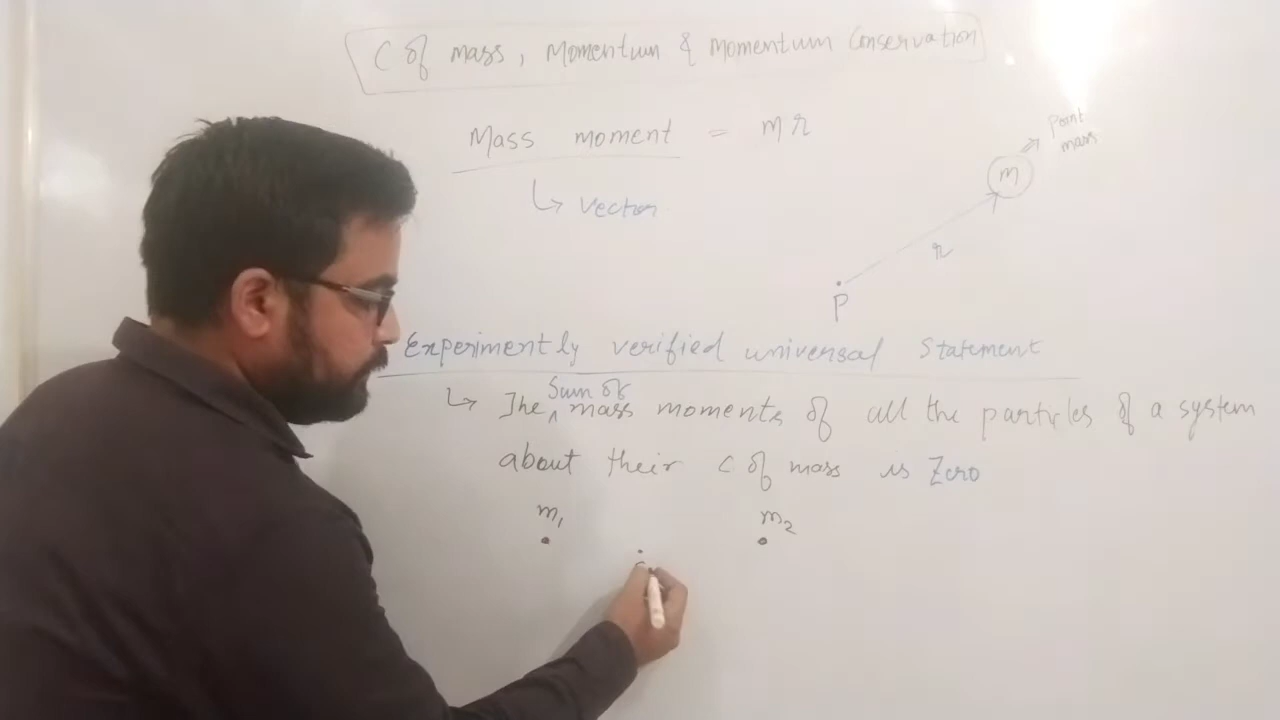 C of mass, Momentum & Momentum Conservation
Mass moment = mr
↳ vector
point
mass
m
r
P
Experimently verified universal Statement
↳ The ^ Sum of mass moments of all the particles of a system
about their C of mass is Zero
m₁
m₂